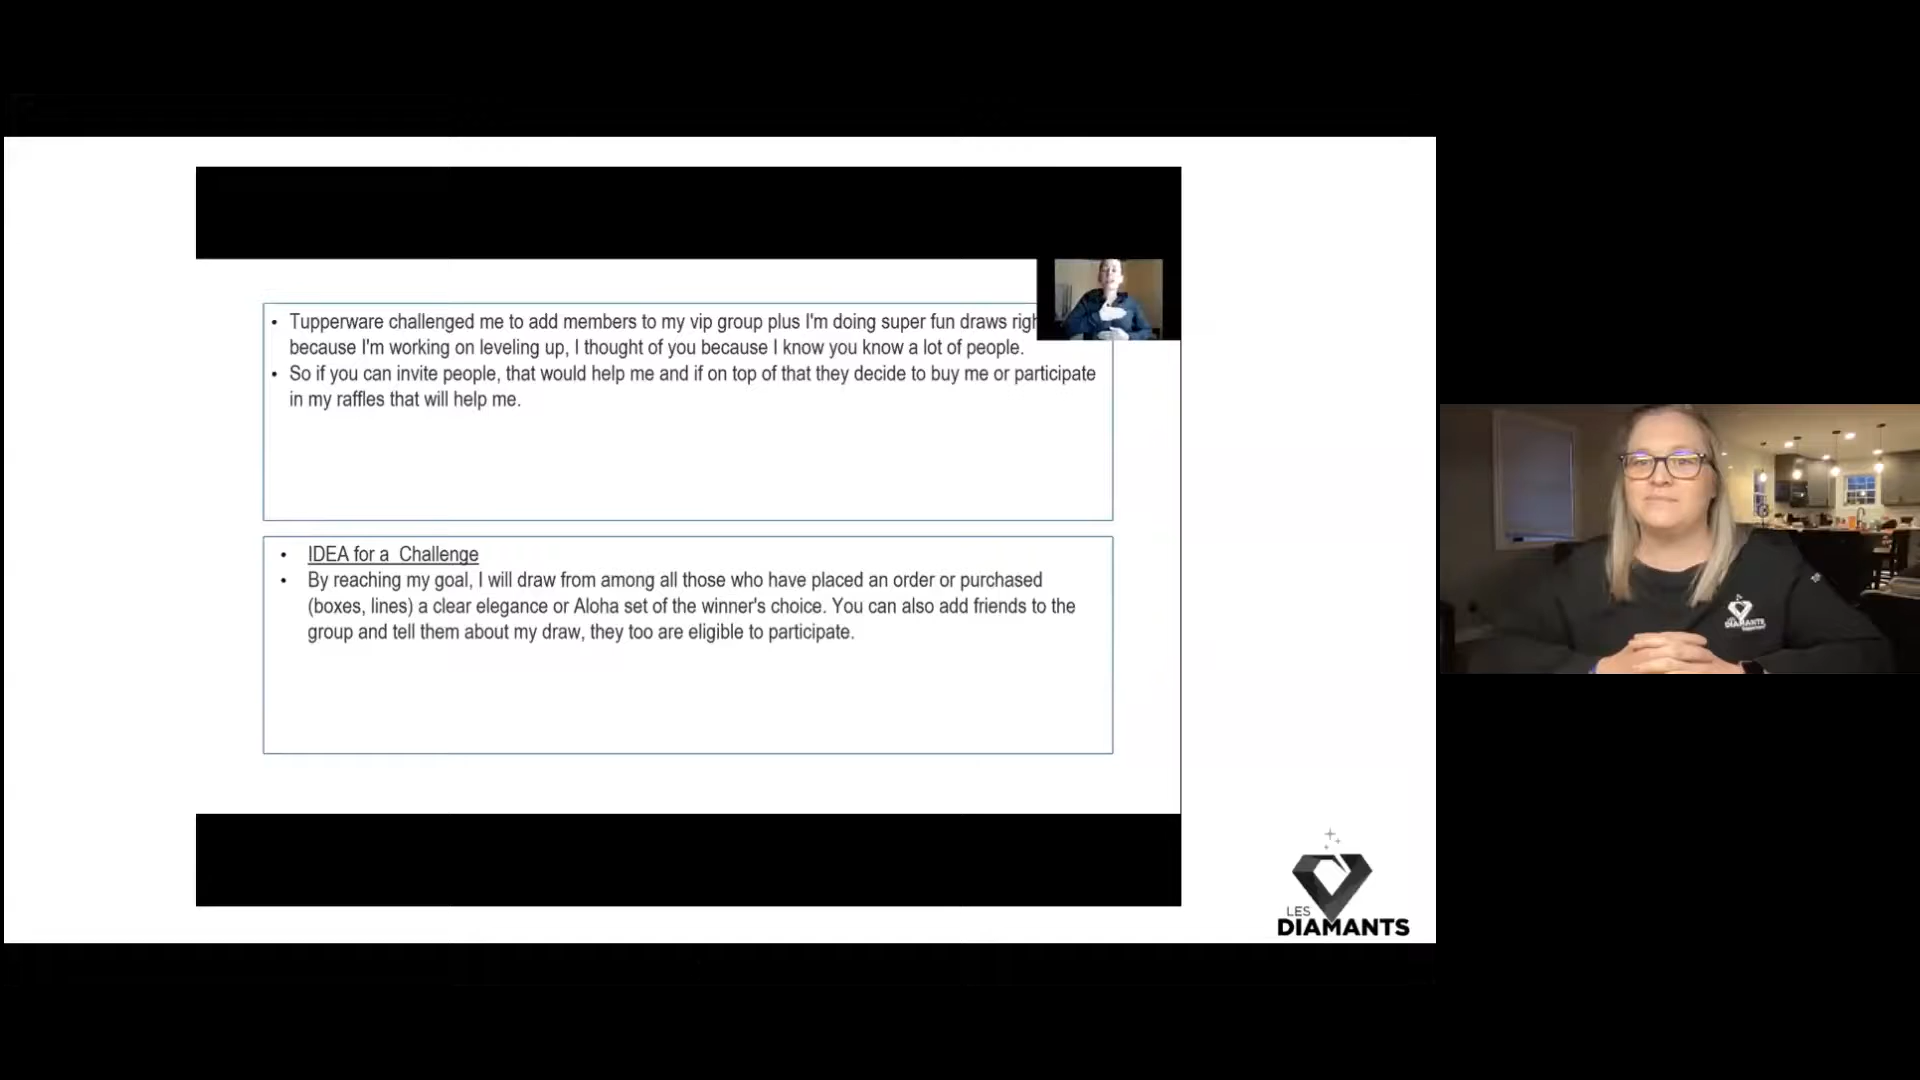 • Tupperware challenged me to add members to my vip group plus I'm doing super fun draws
because I'm working on leveling up, I thought of you because I know you know a lot of people.
• So if you can invite people, that would help me and if on top of that they decide to buy me or participate
in my raffles that will help me.
• IDEA for a  Challenge
• By reaching my goal, I will draw from among all those who have placed an order or purchased
(boxes, lines) a clear elegance or Aloha set of the winner's choice. You can also add friends to the
group and tell them about my draw, they too are eligible to participate.
LES
DIAMANTS
DIAMANTS